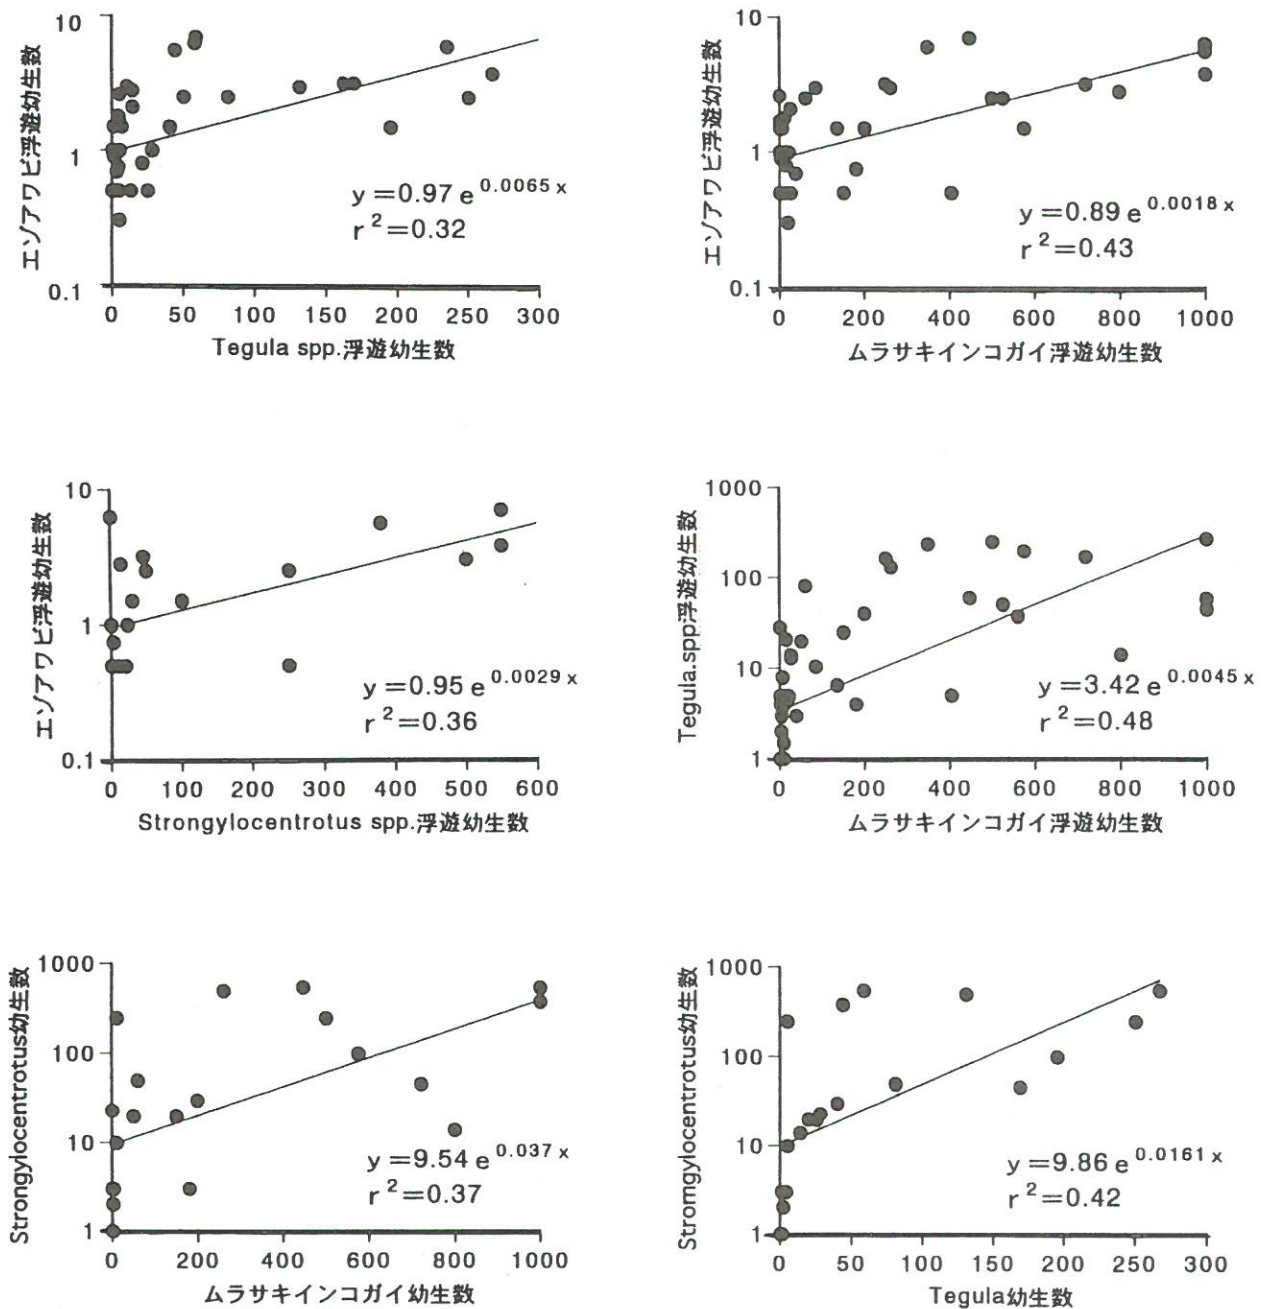 10
1
0.1
エゾアワビ浮遊幼生数
y=0.97 e^0.0065 x
r^2=0.32
0 50 100 150 200 250 300
Tegula spp.浮遊幼生数
10
1
0.1
エゾアワビ浮遊幼生数
y=0.89 e^0.0018 x
r^2=0.43
0 200 400 600 800 1000
ムラサキインコガイ浮遊幼生数
10
1
0.1
エゾアワビ浮遊幼生数
y=0.95 e^0.0029 x
r^2=0.36
0 100 200 300 400 500 600
Strongylocentrotus spp.浮遊幼生数
1000
100
10
1
Tegula.spp浮遊幼生数
y=3.42 e^0.0045 x
r^2=0.48
0 200 400 600 800 1000
ムラサキインコガイ浮遊幼生数
1000
100
10
1
Strongylocentrotus幼生数
y=9.54 e^0.037 x
r^2=0.37
0 200 400 600 800 1000
ムラサキインコガイ幼生数
1000
100
10
1
Stromgylocentrotus幼生数
y=9.86 e^0.0161 x
r^2=0.42
0 50 100 150 200 250 300
Tegula幼生数